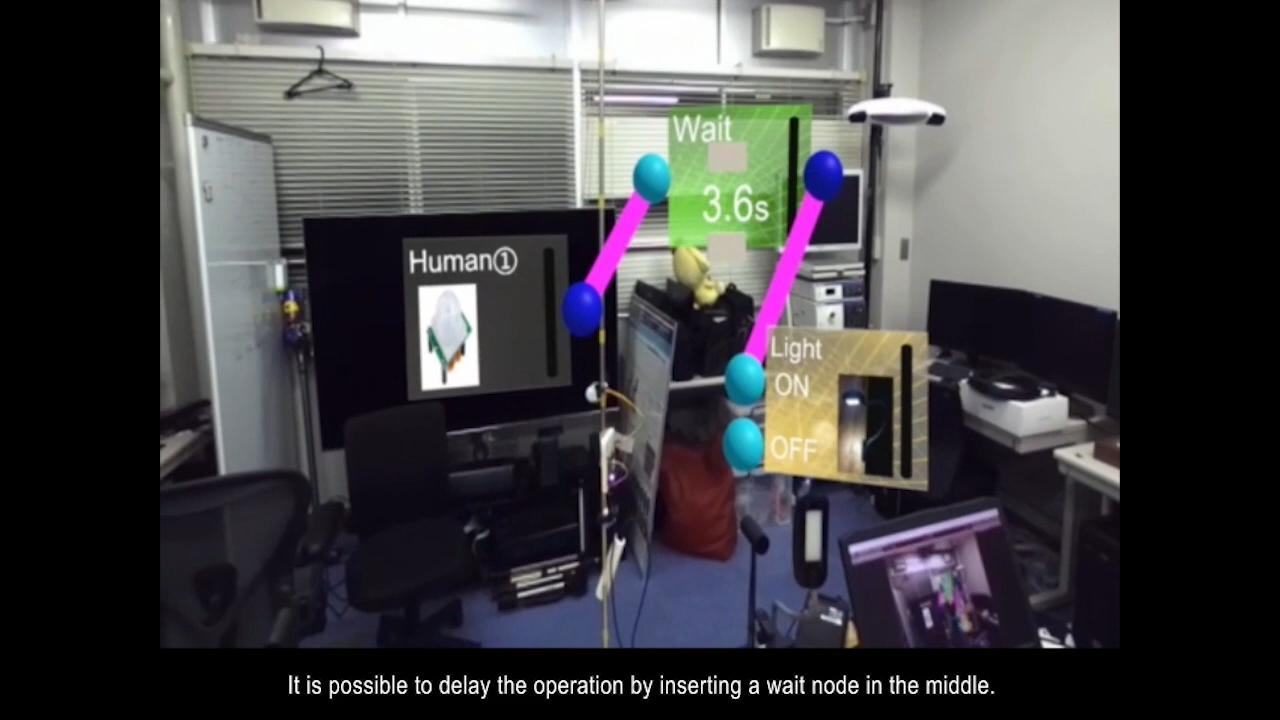 Wait
3.6s
Human①
Light
ON
OFF
It is possible to delay the operation by inserting a wait node in the middle.